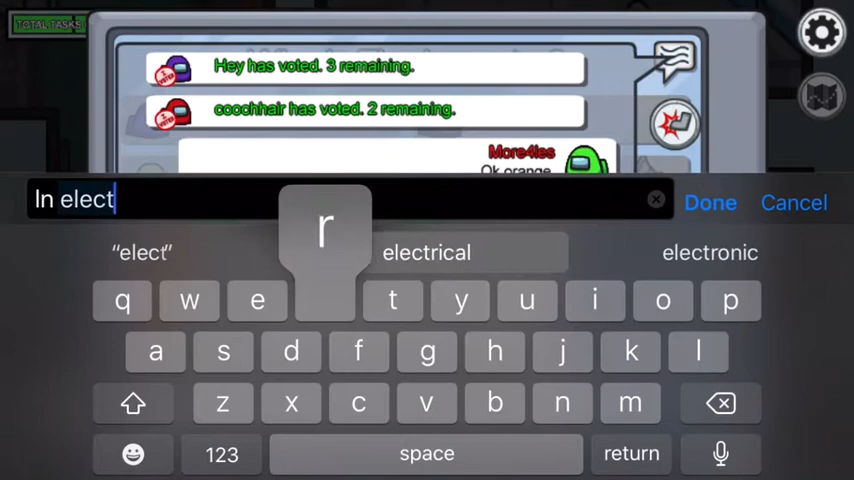 TOTAL TASKS
Hey has voted. 3 remaining.
coochhair has voted. 2 remaining.
More4les
Ok orange
In elect
Done
Cancel
r
"elect"
electrical
electronic
q w e t y u i o p
a s d f g h j k l
z x c v b n m
123
space
return